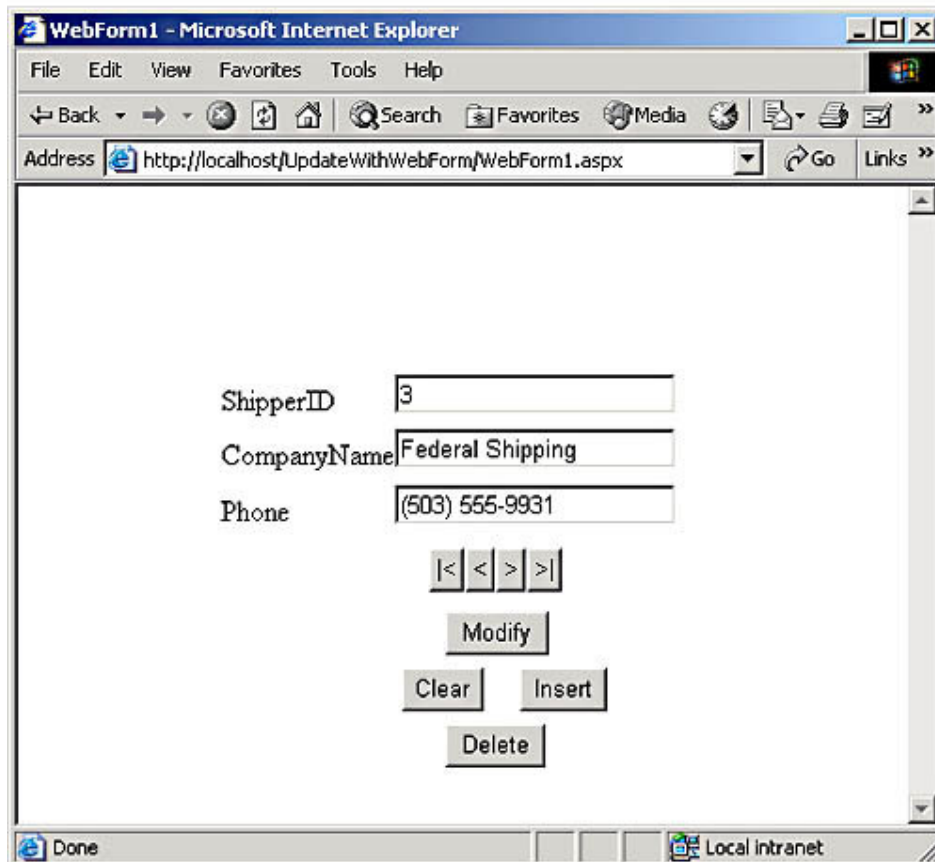 WebForm1 - Microsoft Internet Explorer
File Edit View Favorites Tools Help
Back Search Favorites Media »
Address http://localhost/UpdateWithWebForm/WebForm1.aspx Go Links »
ShipperID 3
CompanyName Federal Shipping
Phone (503) 555-9931
|< < > >|
Modify
Clear Insert
Delete
Done Local intranet